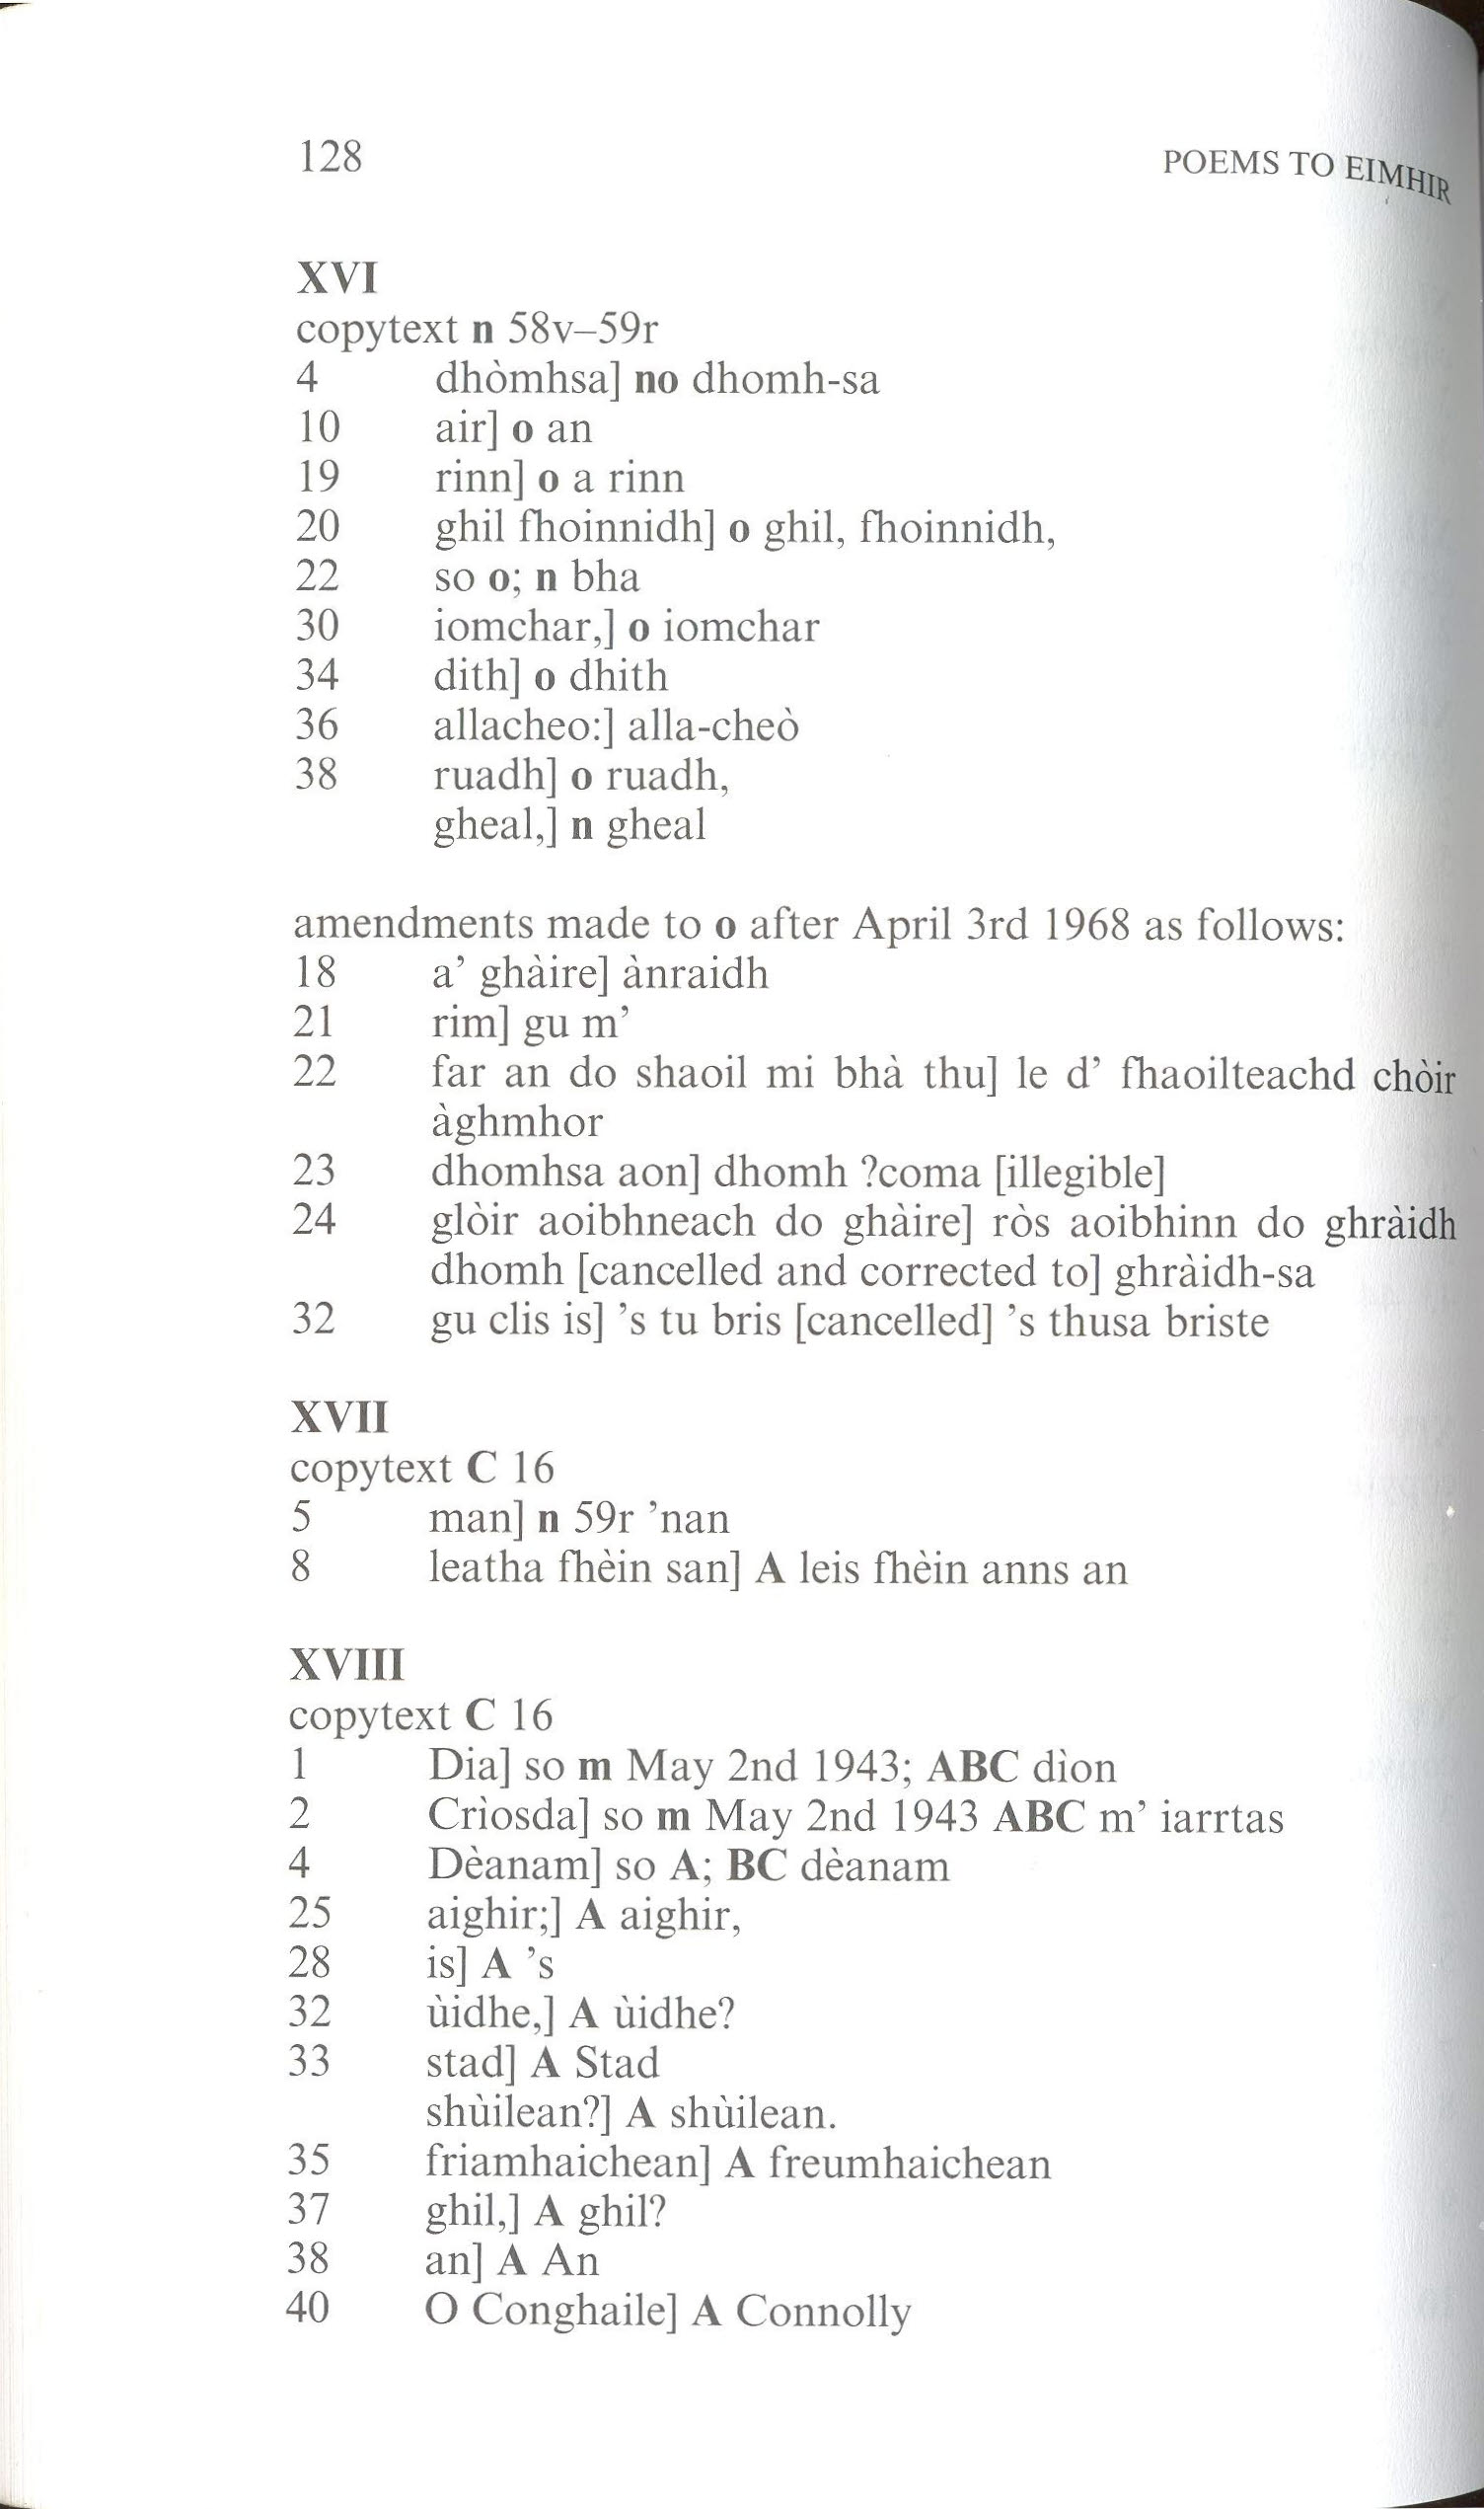 128
POEMS TO EIMHIR
XVI
copytext n 58v–59r
4 dhòmhsa] no dhomh-sa
10 air] o an
19 rinn] o a rinn
20 ghil fhoinnidh] o ghil, fhoinnidh,
22 so o; n bha
30 iomchar,] o iomchar
34 dith] o dhith
36 allacheo:] alla-cheò
38 ruadh] o ruadh,
gheal,] n gheal
amendments made to o after April 3rd 1968 as follows:
18 a’ ghàire] ànraidh
21 rim] gu m’
22 far an do shaoil mi bhà thu] le d’ fhaoilteachd chòir
àghmhor
23 dhomhsa aon] dhomh ?coma [illegible]
24 glòir aoibhneach do ghàire] ròs aoibhinn do ghràidh
dhomh [cancelled and corrected to] ghràidh-sa
32 gu clis is] ’s tu bris [cancelled] ’s thusa briste
XVII
copytext C 16
5 man] n 59r ’nan
8 leatha fhèin san] A leis fhèin anns an
XVIII
copytext C 16
1 Dia] so m May 2nd 1943; ABC dìon
2 Crìosda] so m May 2nd 1943 ABC m’ iarrtas
4 Dèanam] so A; BC dèanam
25 aighir;] A aighir,
28 is] A ’s
32 ùidhe,] A ùidhe?
33 stad] A Stad
shùilean?] A shùilean.
35 friamhaichean] A freumhaichean
37 ghil,] A ghil?
38 an] A An
40 O Conghaile] A Connolly